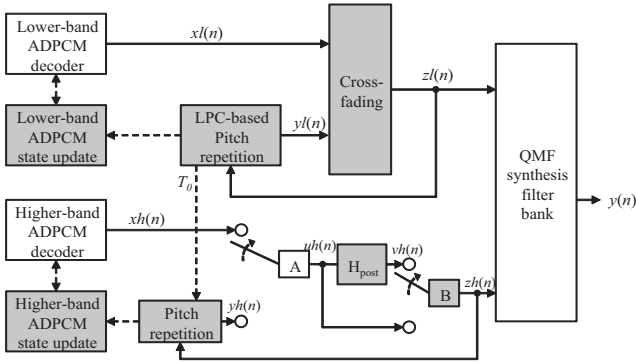 Lower-band
ADPCM
decoder
xl(n)
Cross-
fading
zl(n)
Lower-band
ADPCM
state update
LPC-based
Pitch
repetition
yl(n)
T0
QMF
synthesis
filter
bank
y(n)
Higher-band
ADPCM
decoder
xh(n)
A
uh(n)
Hpost
vh(n)
B
zh(n)
Higher-band
ADPCM
state update
Pitch
repetition
yh(n)